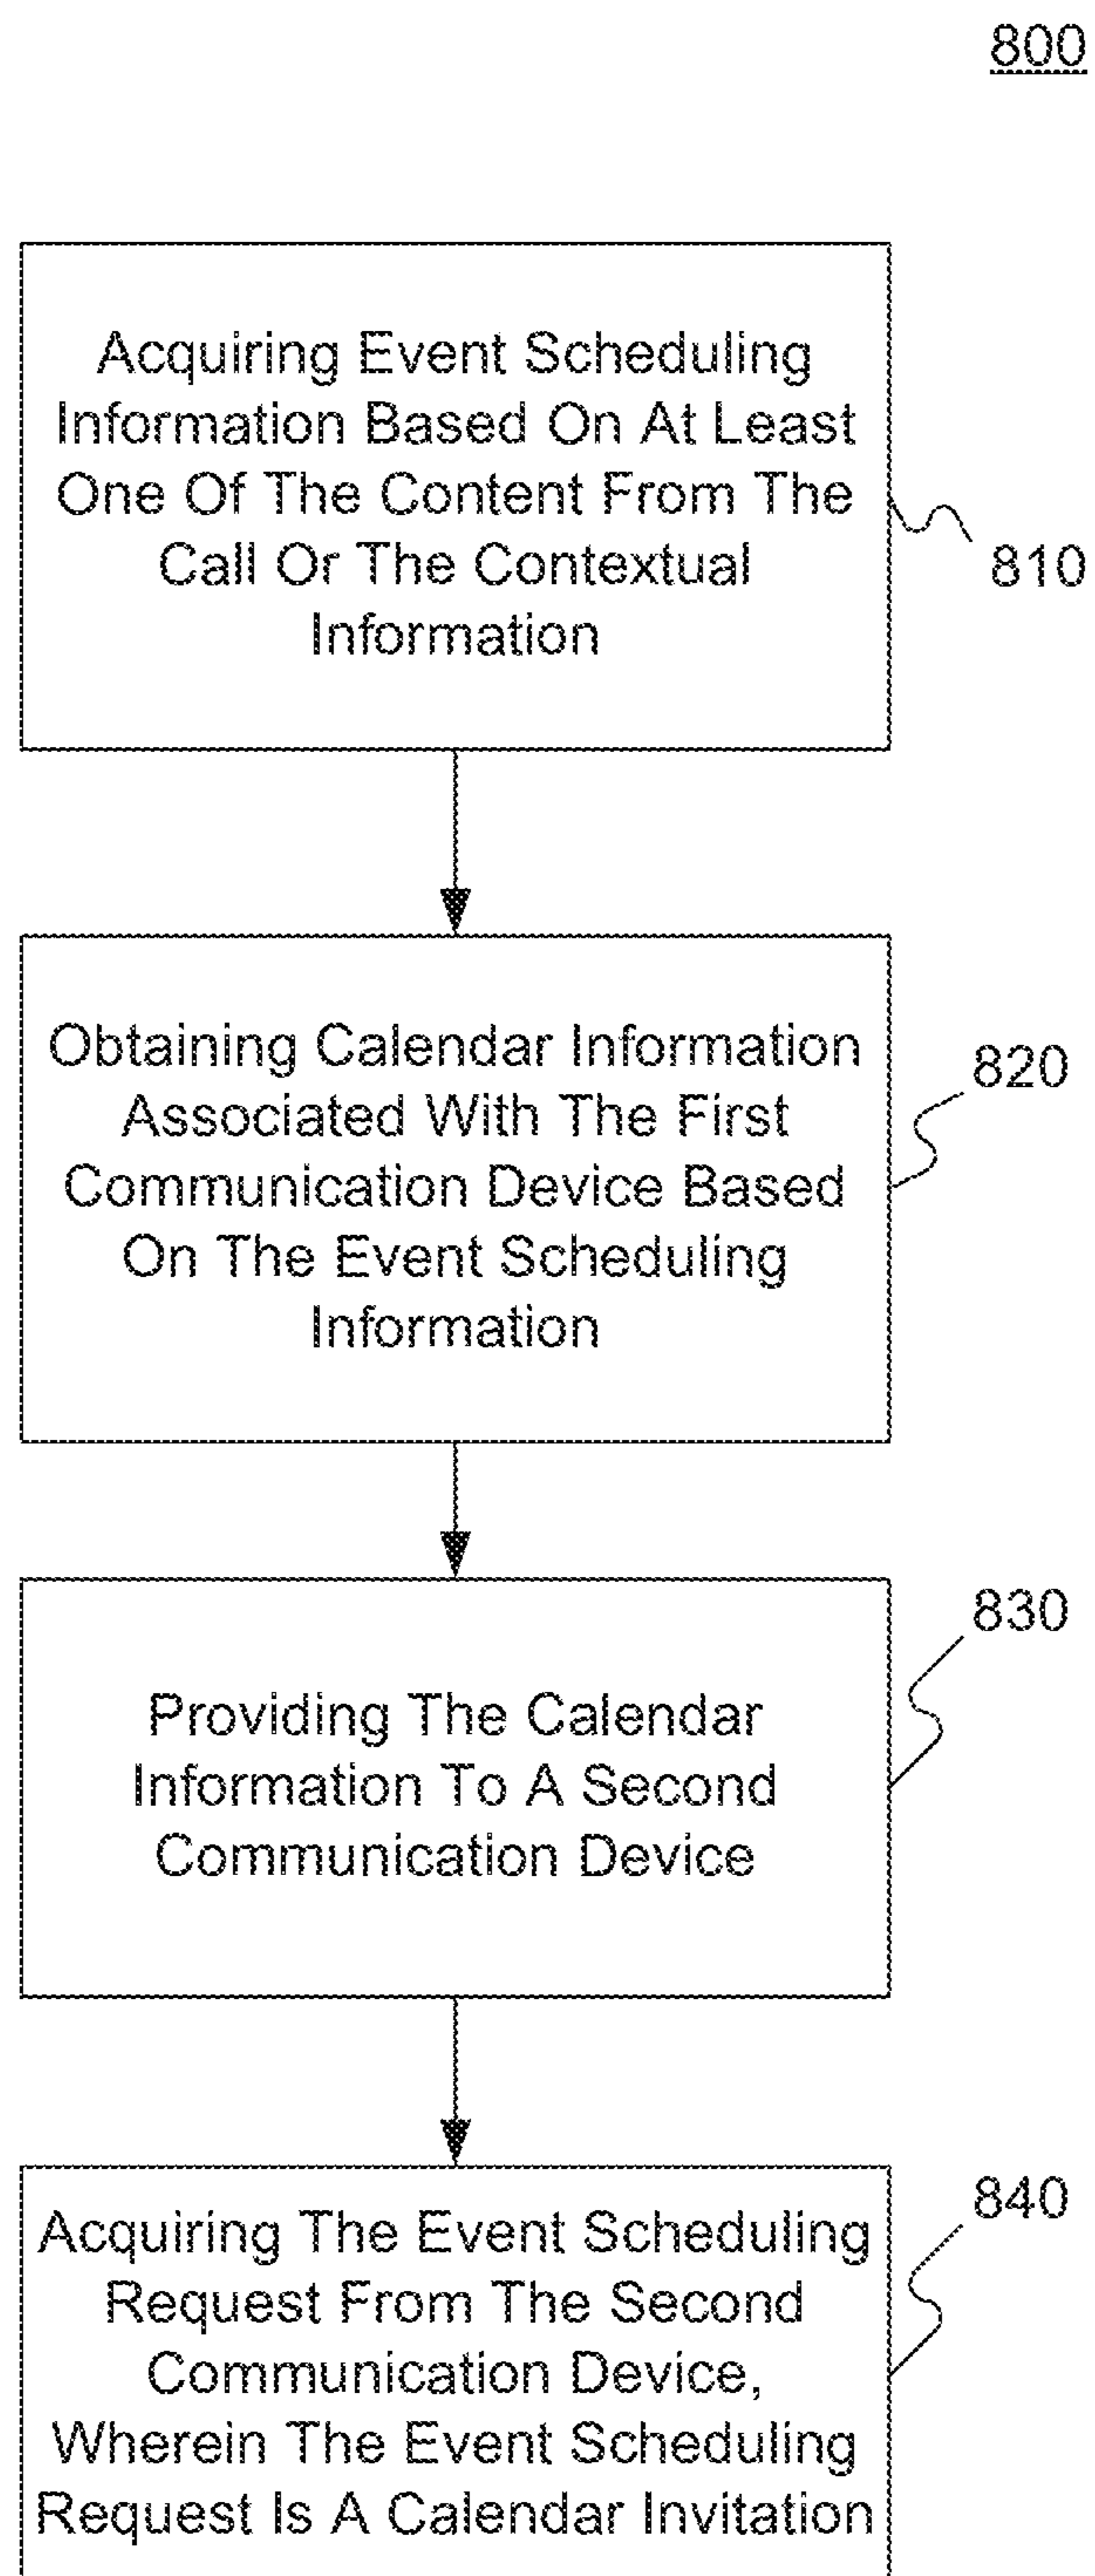 800
Acquiring Event Scheduling
Information Based On At Least
One Of The Content From The
Call Or The Contextual
Information
810
Obtaining Calendar Information
Associated With The First
Communication Device Based
On The Event Scheduling
Information
820
Providing The Calendar
Information To A Second
Communication Device
830
Acquiring The Event Scheduling
Request From The Second
Communication Device,
Wherein The Event Scheduling
Request Is A Calendar Invitation
840